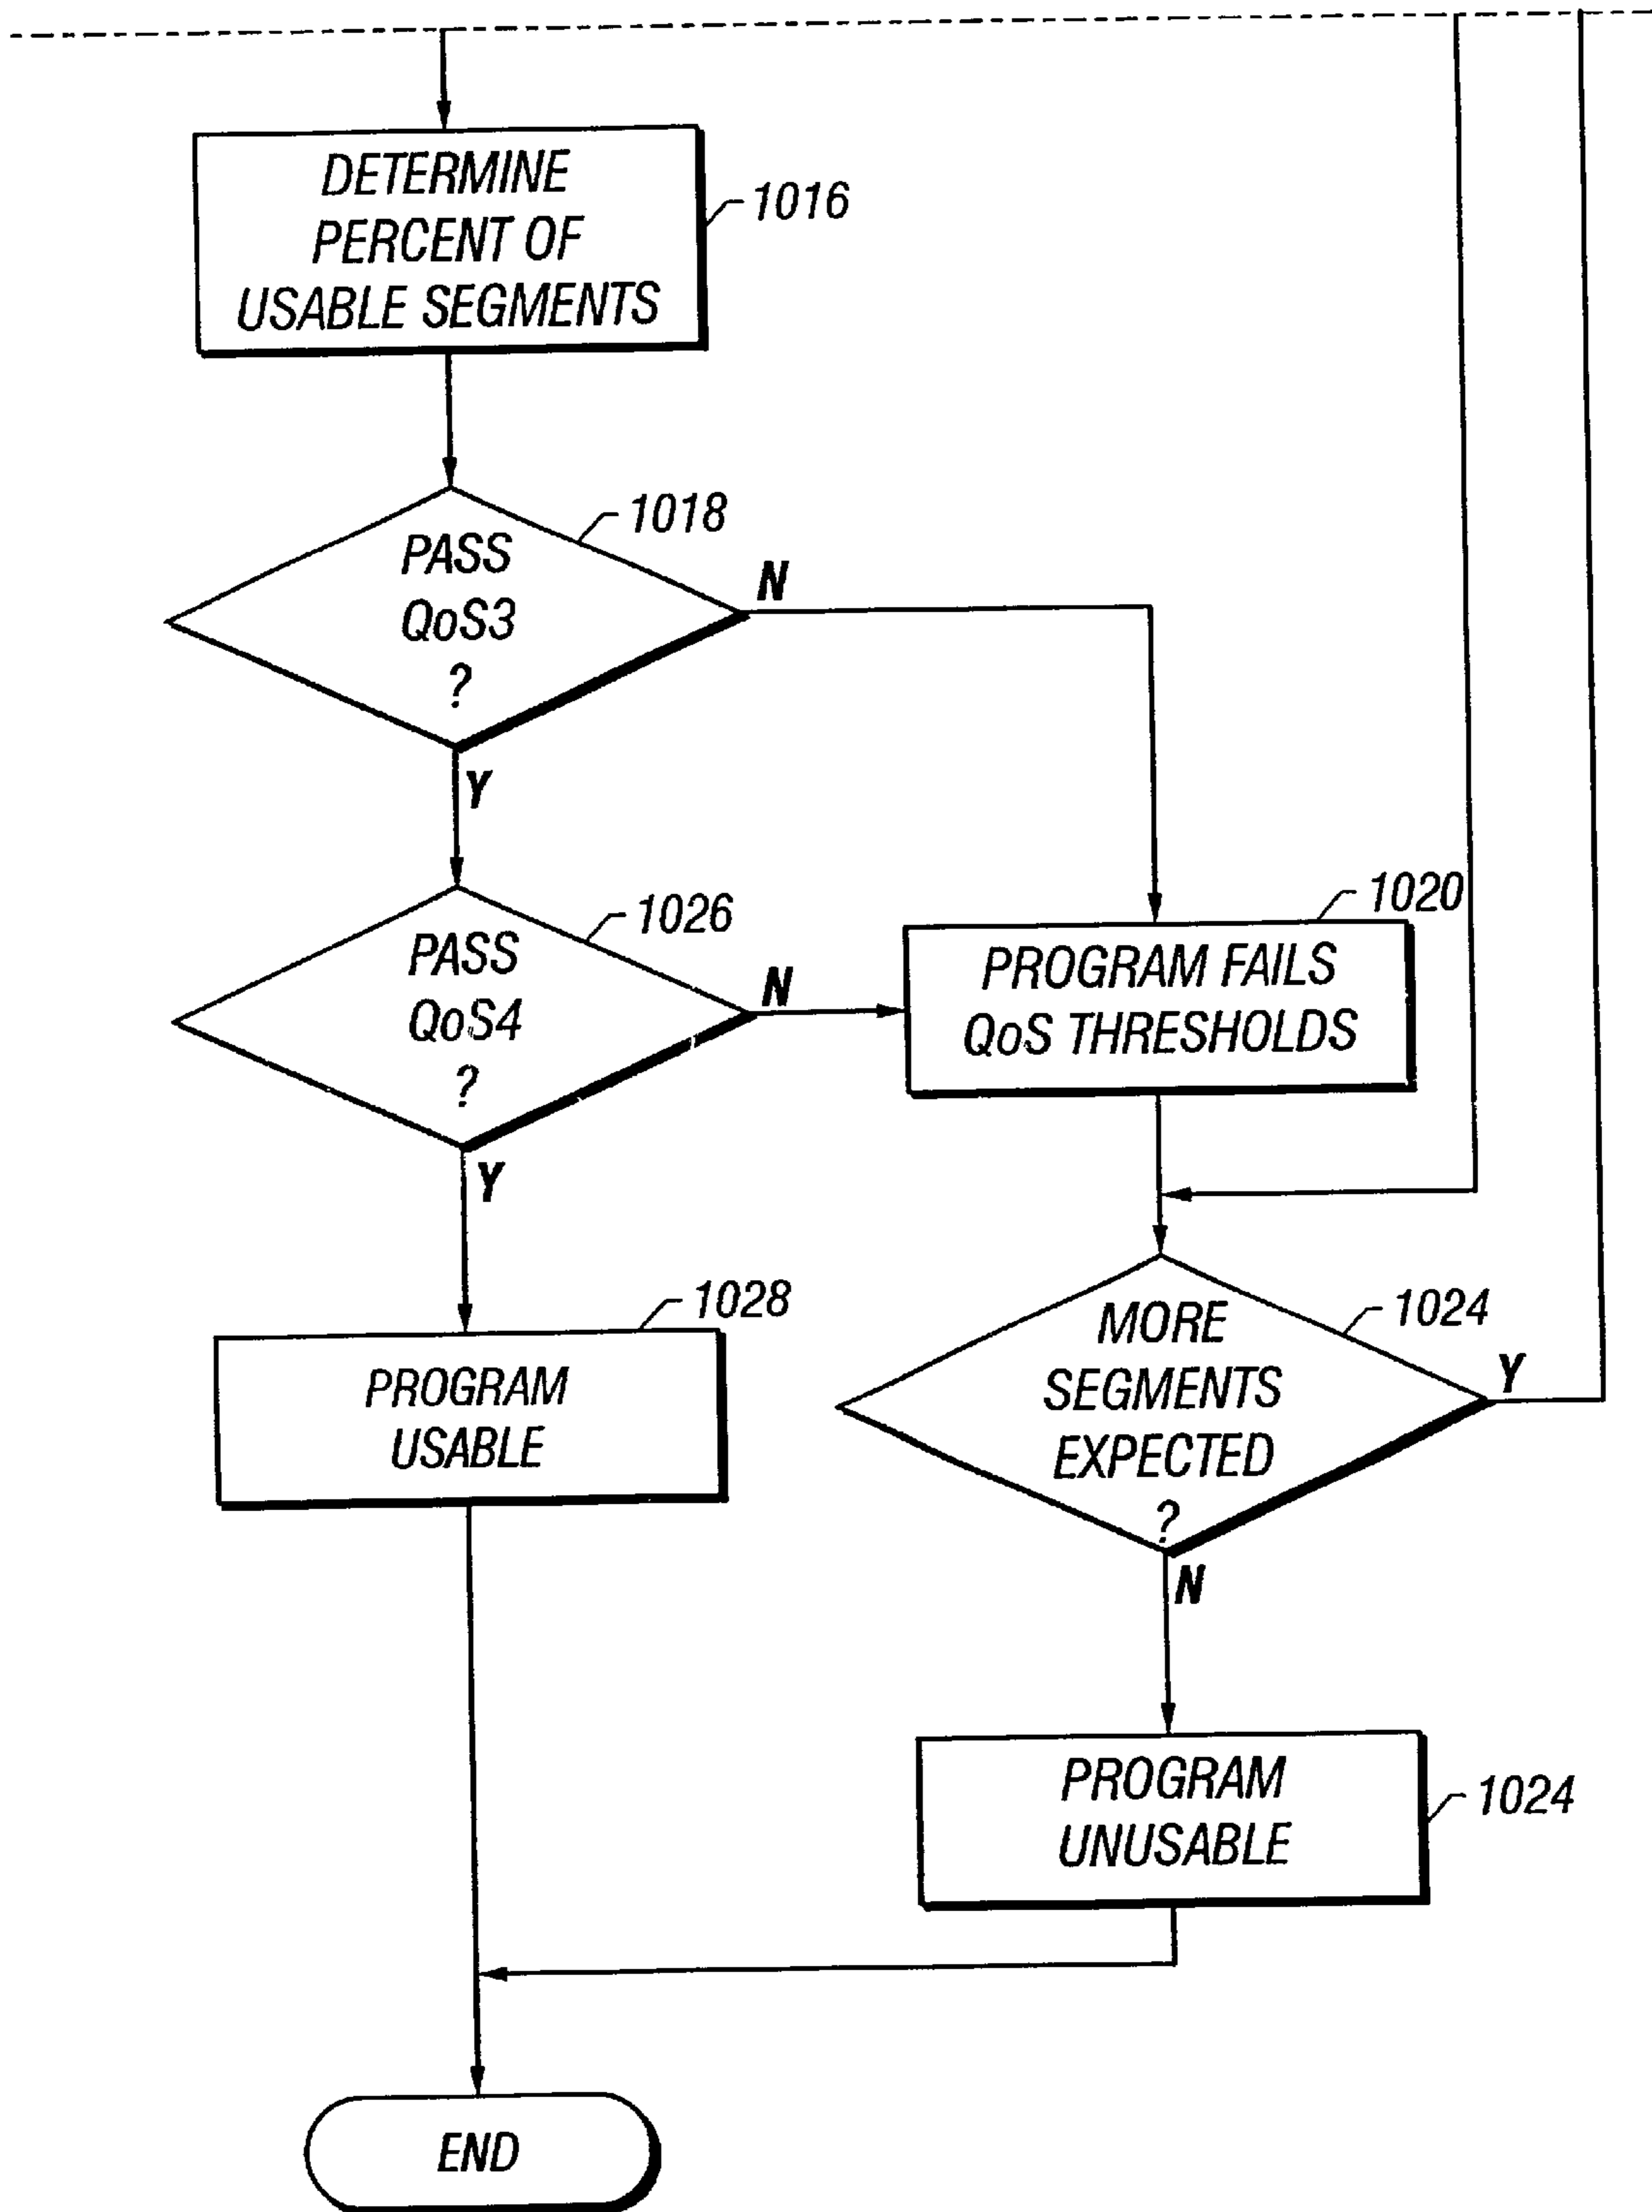 DETERMINE
PERCENT OF
USABLE SEGMENTS
1016
PASS
QoS3
?
1018
N
Y
PASS
QoS4
?
1026
N
Y
PROGRAM FAILS
QoS THRESHOLDS
1020
PROGRAM
USABLE
1028
MORE
SEGMENTS
EXPECTED
?
1024
Y
N
PROGRAM
UNUSABLE
1024
END